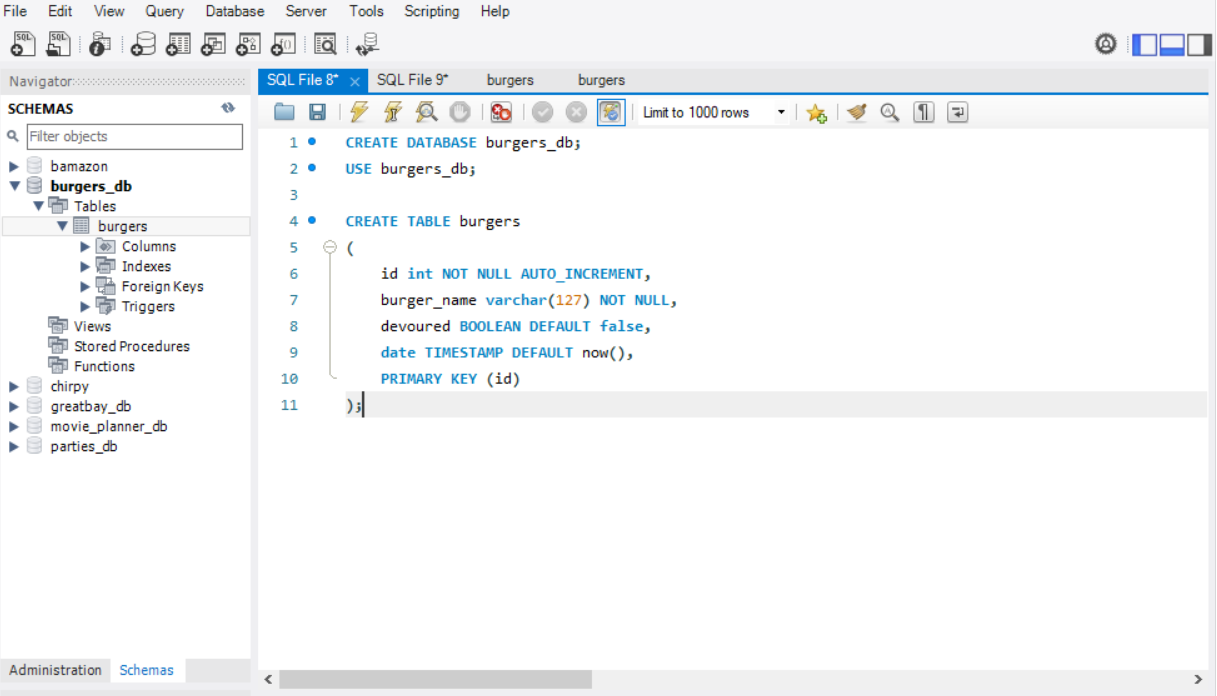 File Edit View Query Database Server Tools Scripting Help
SQL SQL
Navigator
SCHEMAS
Filter objects
bamazon
burgers_db
Tables
burgers
Columns
Indexes
Foreign Keys
Triggers
Views
Stored Procedures
Functions
chirpy
greatbay_db
movie_planner_db
parties_db
Administration Schemas
SQL File 8* × SQL File 9* burgers burgers
Limit to 1000 rows
1 CREATE DATABASE burgers_db;
2 USE burgers_db;
3
4 CREATE TABLE burgers
5 (
6 id int NOT NULL AUTO_INCREMENT,
7 burger_name varchar(127) NOT NULL,
8 devoured BOOLEAN DEFAULT false,
9 date TIMESTAMP DEFAULT now(),
10 PRIMARY KEY (id)
11 );